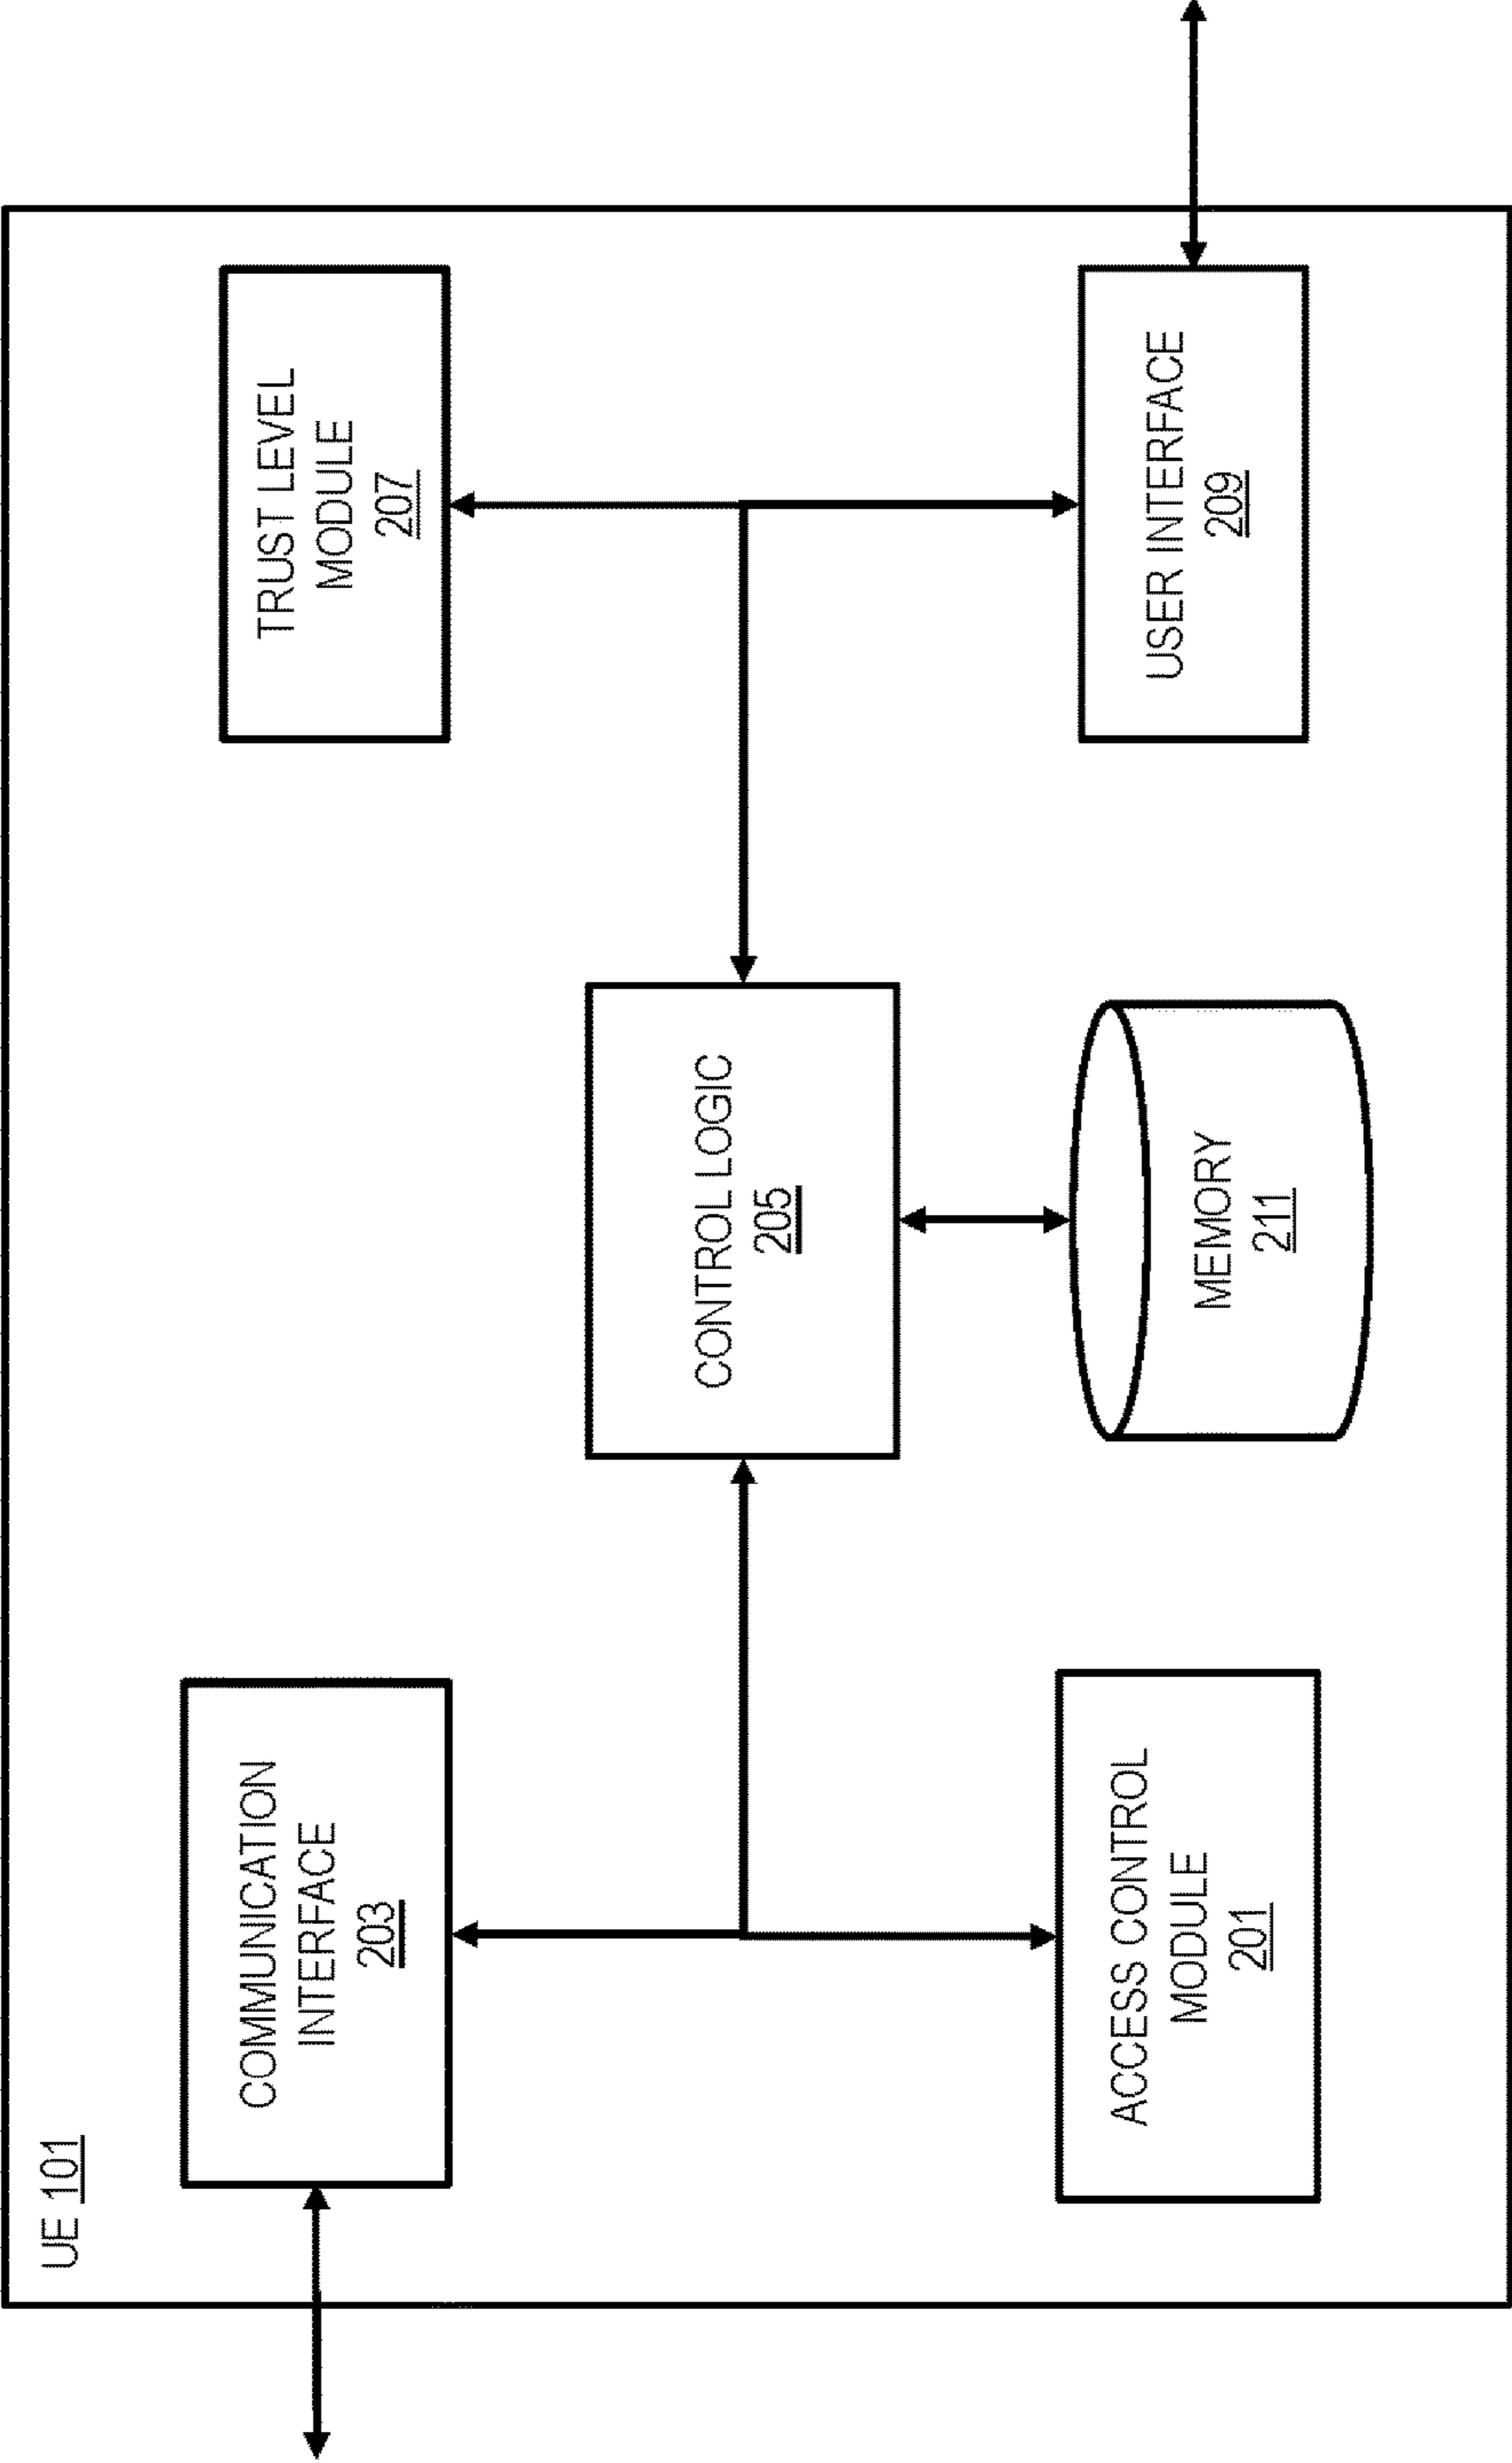 UE 101
COMMUNICATION
INTERFACE
203
TRUST LEVEL
MODULE
207
CONTROL LOGIC
205
ACCESS CONTROL
MODULE
201
MEMORY
211
USER INTERFACE
209